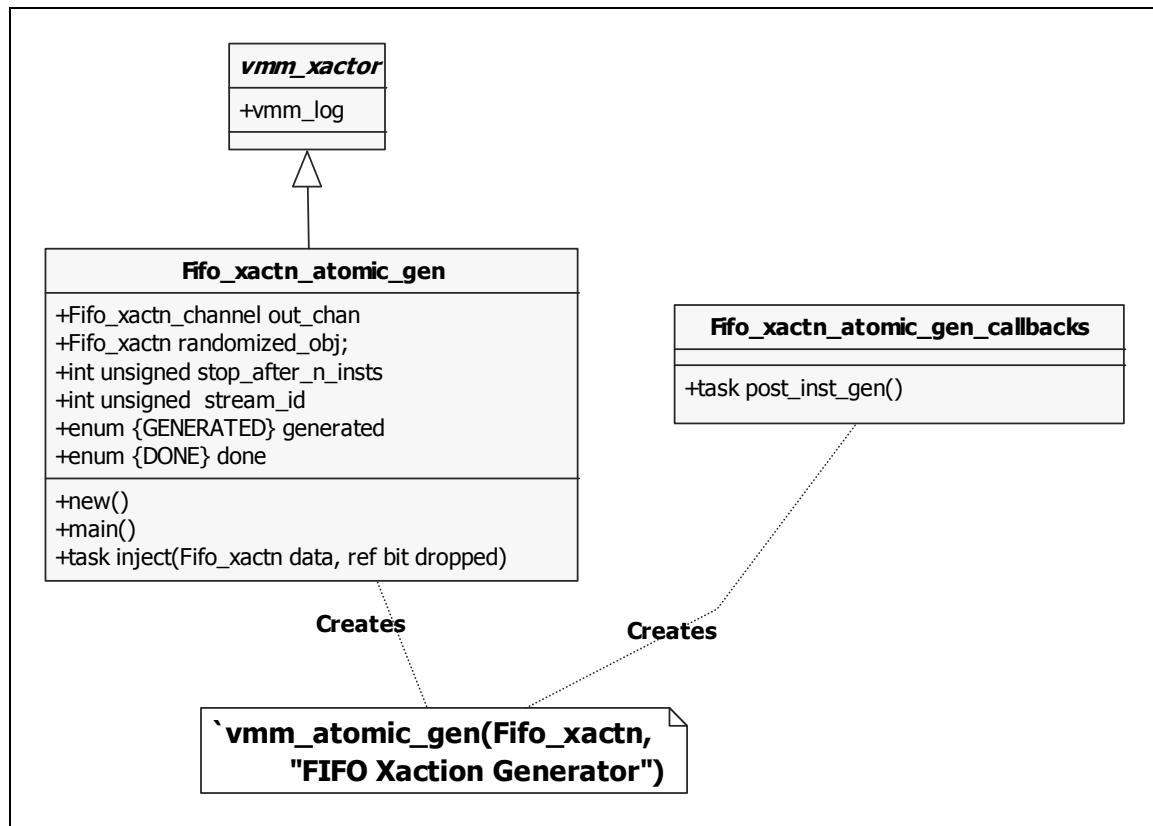 vmm_xactor
+vmm_log
Fifo_xactn_atomic_gen
+Fifo_xactn_channel out_chan
+Fifo_xactn randomized_obj;
+int unsigned stop_after_n_insts
+int unsigned  stream_id
+enum {GENERATED} generated
+enum {DONE} done
+new()
+main()
+task inject(Fifo_xactn data, ref bit dropped)
Fifo_xactn_atomic_gen_callbacks
+task post_inst_gen()
Creates
Creates
`vmm_atomic_gen(Fifo_xactn,
"FIFO Xaction Generator")